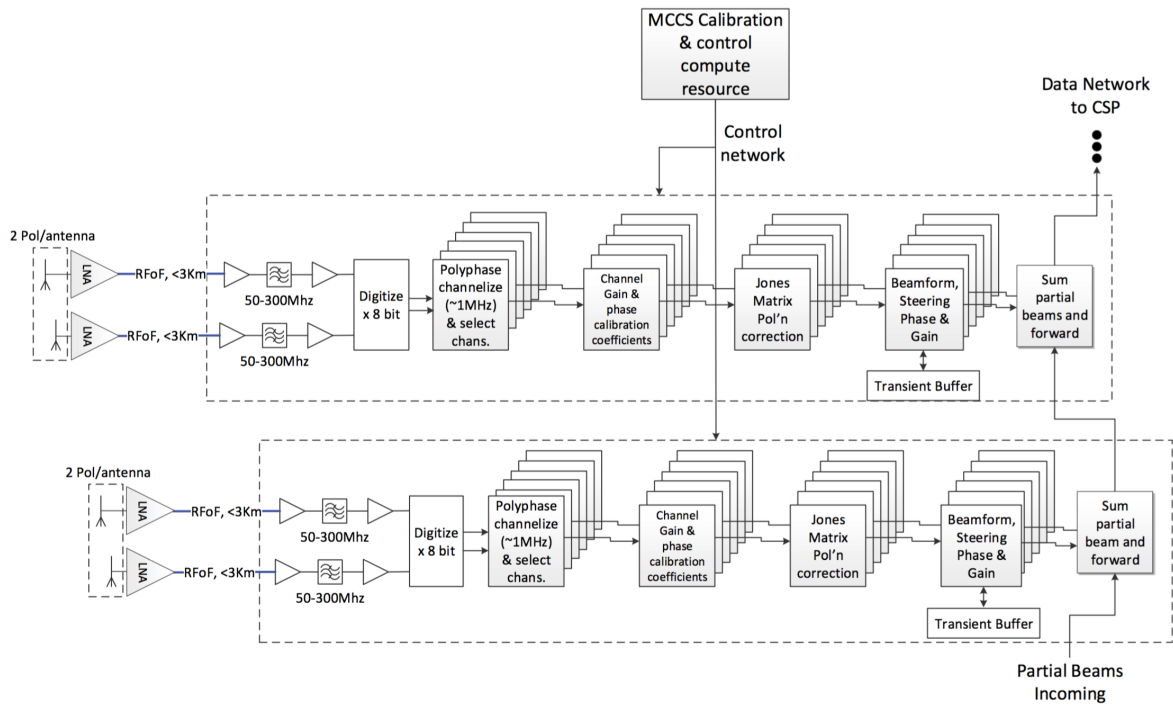 MCCS Calibration
& control
compute
resource
Data Network
to CSP
Control
network
2 Pol/antenna
LNA
RFoF, <3Km
50-300Mhz
LNA
RFoF, <3Km
50-300Mhz
Digitize
x 8 bit
Polyphase
channelize
(~1MHz)
& select
chans.
Channel
Gain &
phase
calibration
coefficients
Jones
Matrix
Pol'n
correction
Beamform,
Steering
Phase &
Gain
Transient Buffer
Sum
partial
beams and
forward
2 Pol/antenna
LNA
RFoF, <3Km
50-300Mhz
LNA
RFoF, <3Km
50-300Mhz
Digitize
x 8 bit
Polyphase
channelize
(~1MHz)
& select
chans.
Channel
Gain &
phase
calibration
coefficients
Jones
Matrix
Pol'n
correction
Beamform,
Steering
Phase &
Gain
Transient Buffer
Sum
partial
beam and
forward
Partial Beams
Incoming